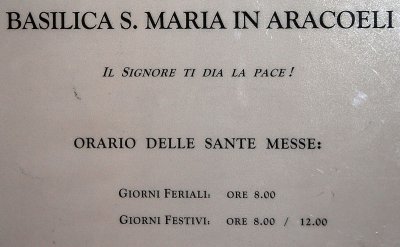 BASILICA S. MARIA IN ARACOELI
IL SIGNORE TI DIA LA PACE!
ORARIO DELLE SANTE MESSE:
GIORNI FERIALI: ORE 8.00
GIORNI FESTIVI: ORE 8.00 / 12.00